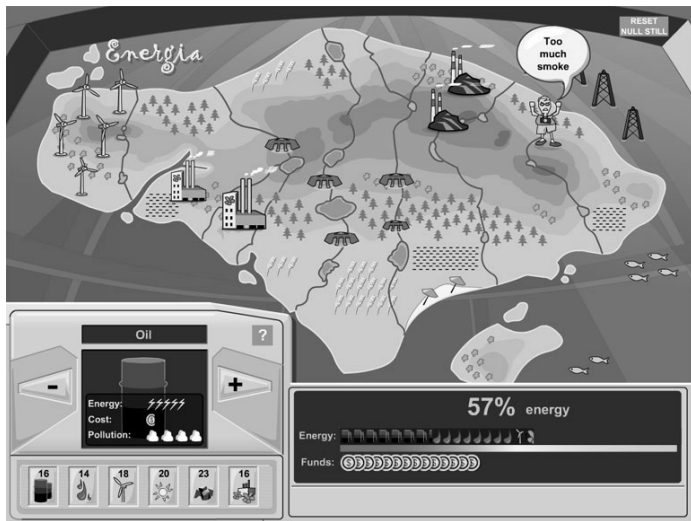 Energia
RESET
NULL STILL
Too
much
smoke
Oil
?
-
+
Energy:
Cost:
Pollution:
16
14
18
20
23
16
57% energy
Energy:
Funds: